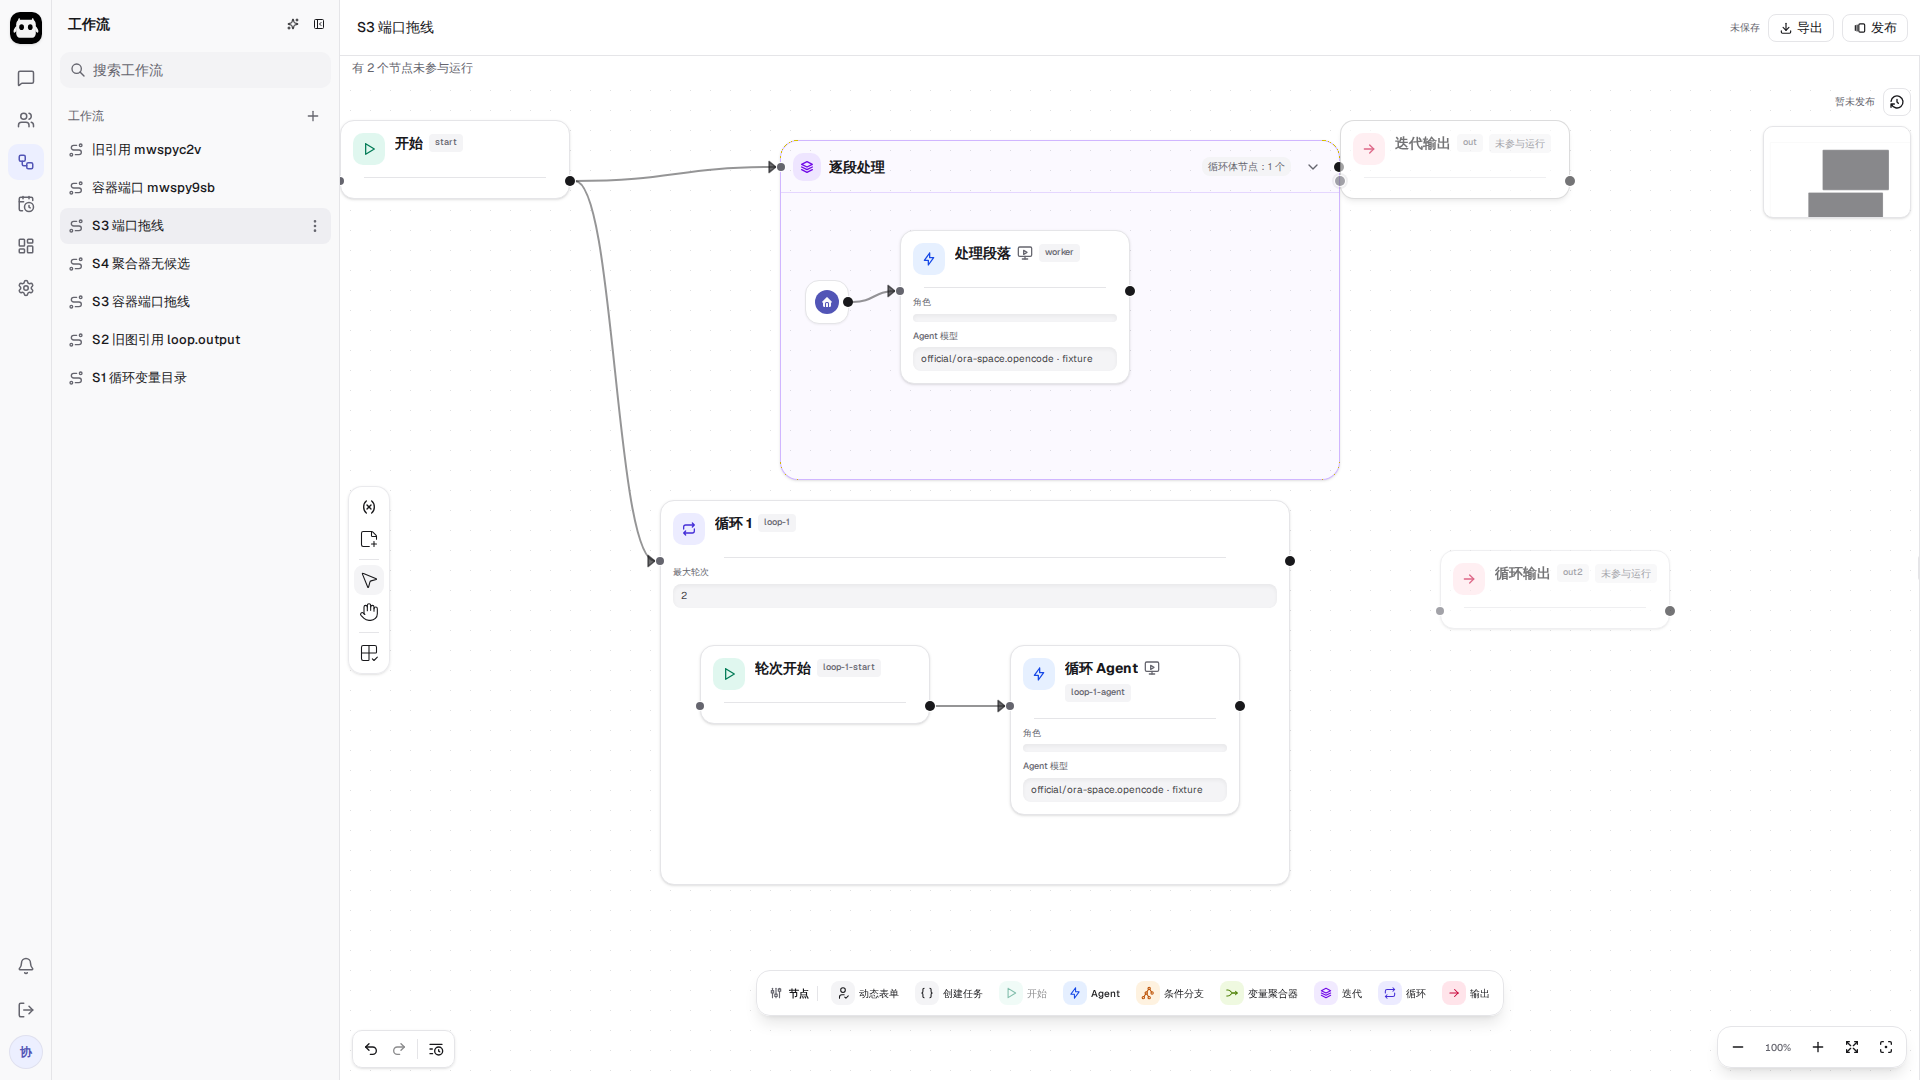 工作流
搜索工作流
工作流
旧引用 mwspyc2v
容器端口 mwspy9sb
S3 端口拖线
S4 聚合器无候选
S3 容器端口拖线
S2 旧图引用 loop.output
S1 循环变量目录
协
S3 端口拖线
未保存
导出
发布
有 2 个节点未参与运行
暂未发布
开始 start
逐段处理
循环体节点：1 个
迭代输出 out 未参与运行
处理段落 worker
角色
Agent 模型
official/ora-space.opencode · fixture
循环 1 loop-1
最大轮次
2
循环输出 out2 未参与运行
轮次开始 loop-1-start
循环 Agent
loop-1-agent
角色
Agent 模型
official/ora-space.opencode · fixture
节点 动态表单 创建任务 开始 Agent 条件分支 变量聚合器 迭代 循环 输出
100%